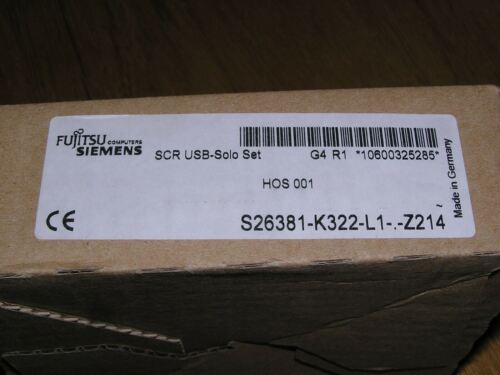 FUJITSU COMPUTERS
SIEMENS
SCR USB-Solo Set
G4 R1 *10600325285*
HOS 001
CE
S26381-K322-L1-.-Z214
Made in Germany ~